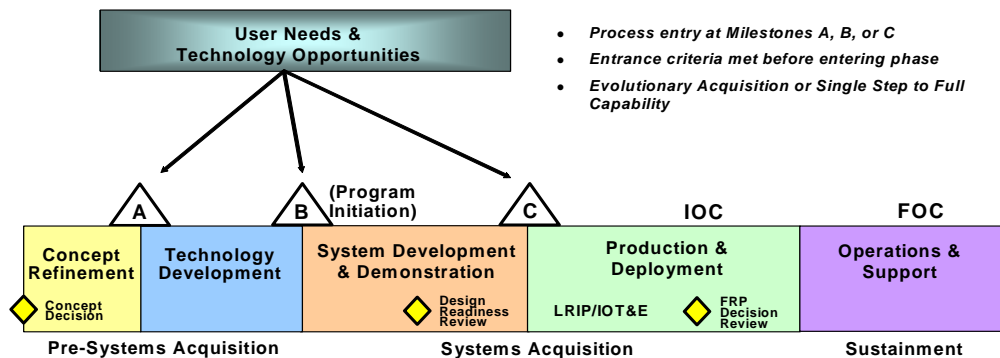 User Needs &
Technology Opportunities
• Process entry at Milestones A, B, or C
• Entrance criteria met before entering phase
• Evolutionary Acquisition or Single Step to Full
Capability
A
B
(Program
Initiation)
C
IOC
FOC
Concept
Refinement
Technology
Development
System Development
& Demonstration
Production &
Deployment
Operations &
Support
Concept
Decision
Design
Readiness
Review
LRIP/IOT&E
FRP
Decision
Review
Pre-Systems Acquisition
Systems Acquisition
Sustainment